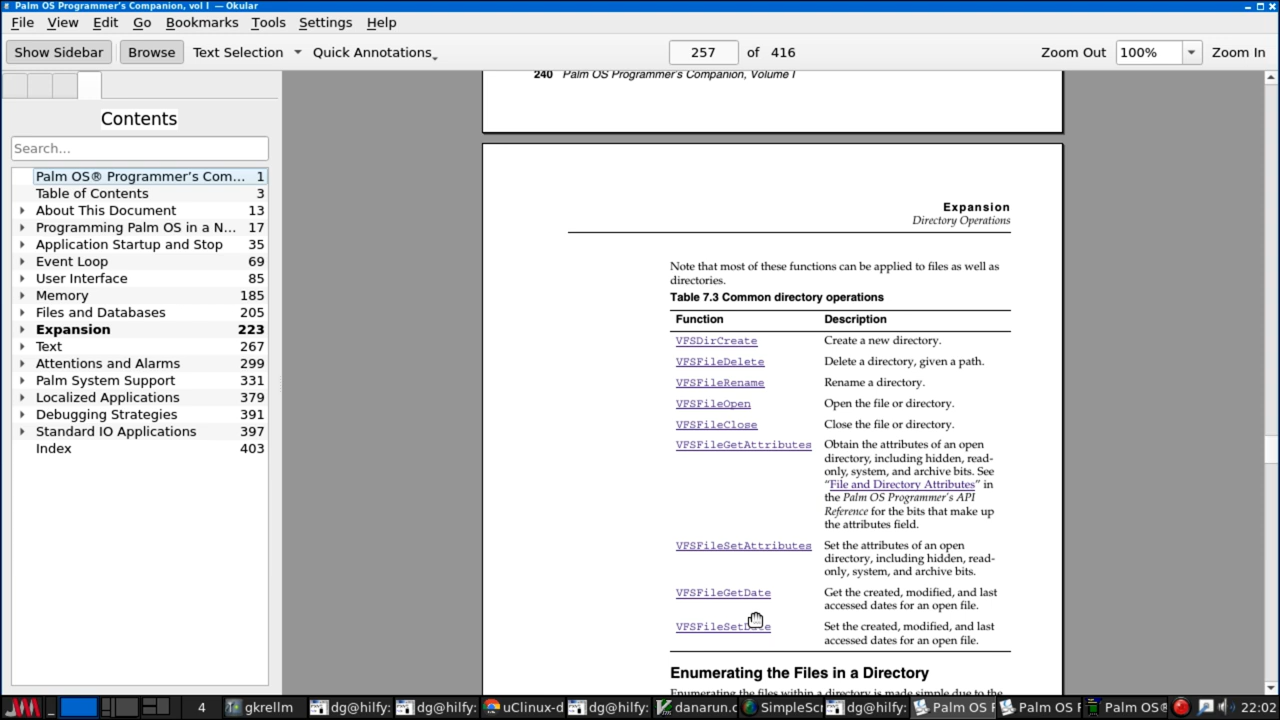 Palm OS Programmer's Companion, vol I — Okular
File View Edit Go Bookmarks Tools Settings Help
Show Sidebar Browse Text Selection Quick Annotations 257 of 416 Zoom Out 100% Zoom In
Contents
Search...
Palm OS® Programmer's Com... 1
Table of Contents 3
About This Document 13
Programming Palm OS in a N... 17
Application Startup and Stop 35
Event Loop 69
User Interface 85
Memory 185
Files and Databases 205
Expansion 223
Text 267
Attentions and Alarms 299
Palm System Support 331
Localized Applications 379
Debugging Strategies 391
Standard IO Applications 397
Index 403
240 Palm OS Programmer's Companion, Volume I
Expansion
Directory Operations
Note that most of these functions can be applied to files as well as
directories.
Table 7.3 Common directory operations
Function Description
VFSDirCreate Create a new directory.
VFSFileDelete Delete a directory, given a path.
VFSFileRename Rename a directory.
VFSFileOpen Open the file or directory.
VFSFileClose Close the file or directory.
VFSFileGetAttributes Obtain the attributes of an open
directory, including hidden, read-
only, system, and archive bits. See
“File and Directory Attributes” in
the Palm OS Programmer's API
Reference for the bits that make up
the attributes field.
VFSFileSetAttributes Set the attributes of an open
directory, including hidden, read-
only, system, and archive bits.
VFSFileGetDate Get the created, modified, and last
accessed dates for an open file.
VFSFileSetDate Set the created, modified, and last
accessed dates for an open file.
Enumerating the Files in a Directory
Enumerating the files within a directory is made simple due to the
4 gkrellm dg@hilfy: dg@hilfy: uClinux-d dg@hilfy: danarun.c SimpleScr dg@hilfy: Palm OS F Palm OS F Palm OS® 22:02